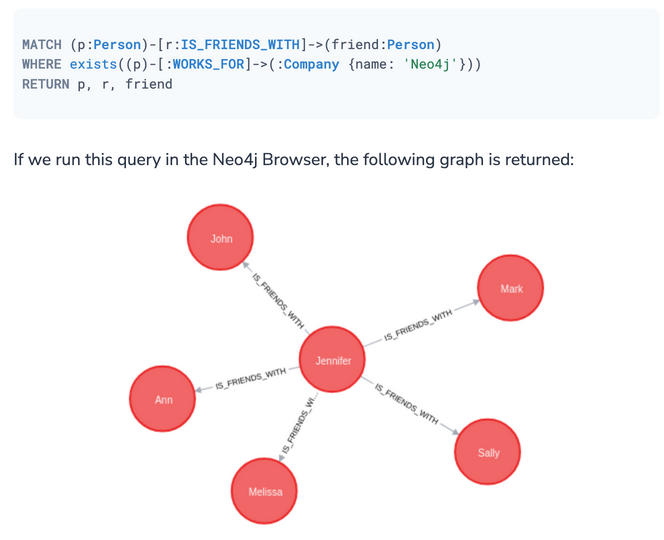 MATCH (p:Person)-[r:IS_FRIENDS_WITH]->(friend:Person)
WHERE exists((p)-[:WORKS_FOR]->(:Company {name: 'Neo4j'}))
RETURN p, r, friend
If we run this query in the Neo4j Browser, the following graph is returned:
John
IS_FRIENDS_WITH
Mark
IS_FRIENDS_WITH
Jennifer
Ann
IS_FRIENDS_WITH
IS_FRIENDS_WI...
IS_FRIENDS_WITH
Sally
Melissa